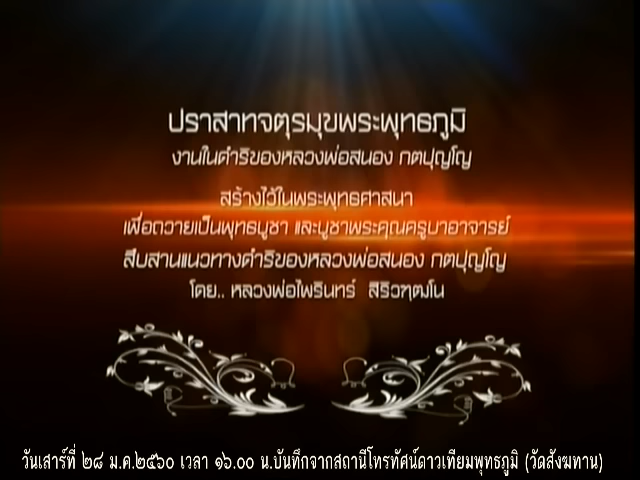 ปราสาทจตุรมุขพระพุทธภูมิ
งานในดำริของหลวงพ่อสนอง กตปุญโญ
สร้างไว้ในพระพุทธศาสนา
เพื่อถวายเป็นพุทธบูชา และบูชาพระคุณครูบาอาจารย์
สืบสานแนวทางดำริของหลวงพ่อสนอง กตปุญโญ
โดย.. หลวงพ่อไพรินทร์ สิริวฑฺฒโน
วันเสาร์ที่ ๒๘ ม.ค.๒๕๖๐ เวลา ๑๖.๐๐ น.บันทึกจากสถานีโทรทัศน์ดาวเทียมพุทธภูมิ (วัดสังฆทาน)